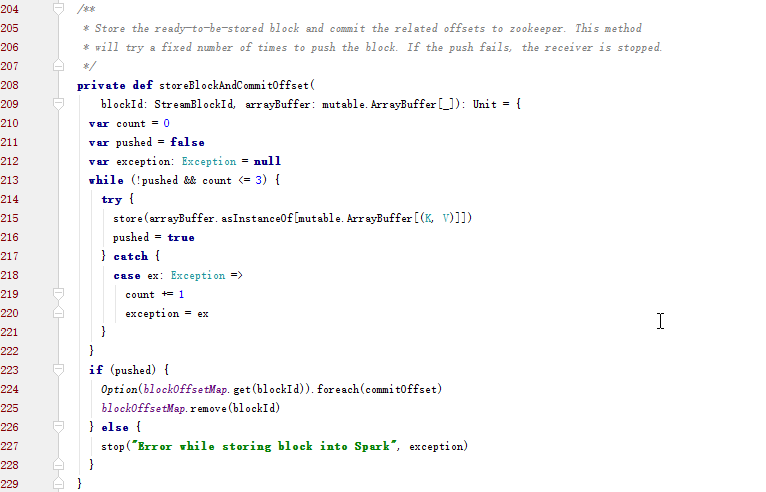 204 /**
205 * Store the ready-to-be-stored block and commit the related offsets to zookeeper. This method
206 * will try a fixed number of times to push the block. If the push fails, the receiver is stopped.
207 */
208 private def storeBlockAndCommitOffset(
209 blockId: StreamBlockId, arrayBuffer: mutable.ArrayBuffer[_]): Unit = {
210 var count = 0
211 var pushed = false
212 var exception: Exception = null
213 while (!pushed && count <= 3) {
214 try {
215 store(arrayBuffer.asInstanceOf[mutable.ArrayBuffer[(K, V)]])
216 pushed = true
217 } catch {
218 case ex: Exception =>
219 count += 1
220 exception = ex
221 }
222 }
223 if (pushed) {
224 Option(blockOffsetMap.get(blockId)).foreach(commitOffset)
225 blockOffsetMap.remove(blockId)
226 } else {
227 stop("Error while storing block into Spark", exception)
228 }
229 }